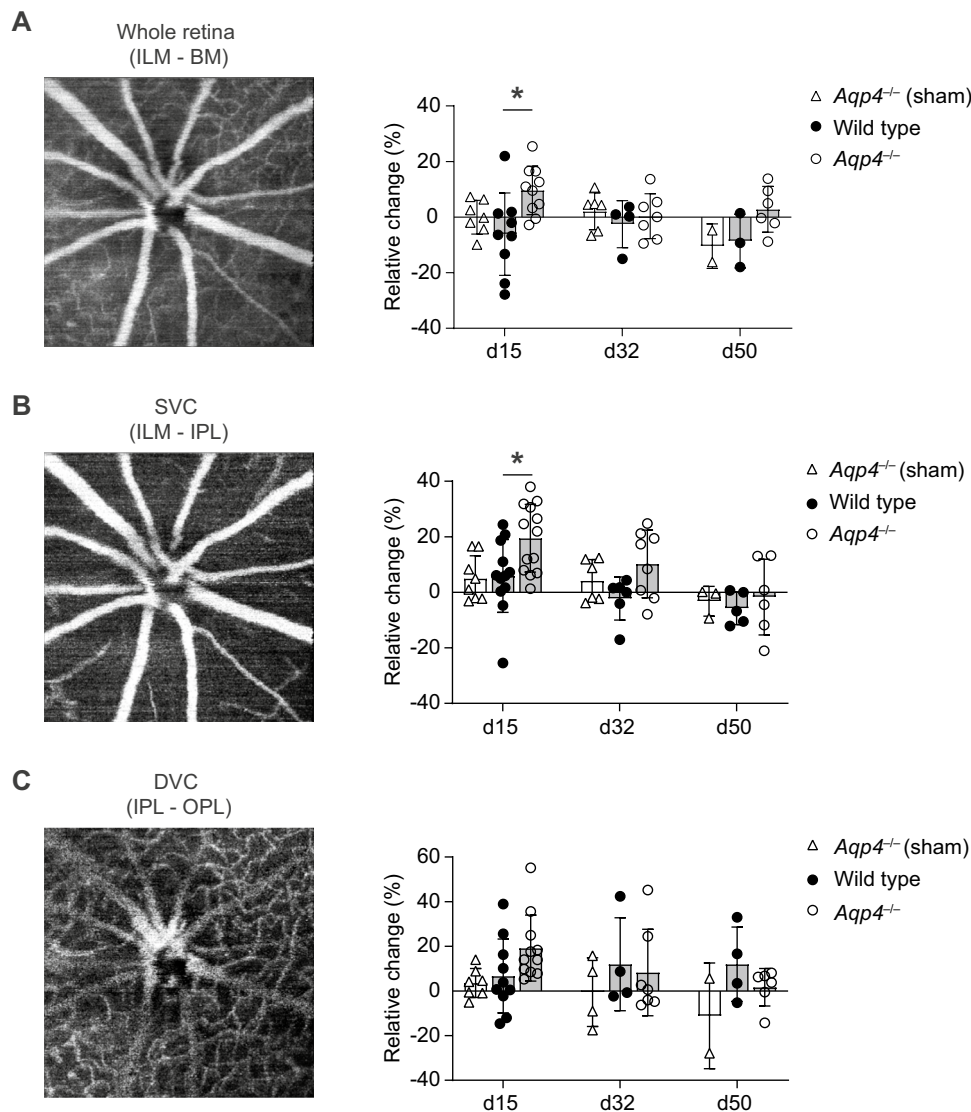 A
Whole retina
(ILM - BM)
Relative change (%)
40
20
0
-20
-40
d15
d32
d50
*
Aqp4–/– (sham)
Wild type
Aqp4–/–
B
SVC
(ILM - IPL)
Relative change (%)
40
20
0
-20
-40
d15
d32
d50
*
Aqp4–/– (sham)
Wild type
Aqp4–/–
C
DVC
(IPL - OPL)
Relative change (%)
60
40
20
0
-20
-40
d15
d32
d50
Aqp4–/– (sham)
Wild type
Aqp4–/–